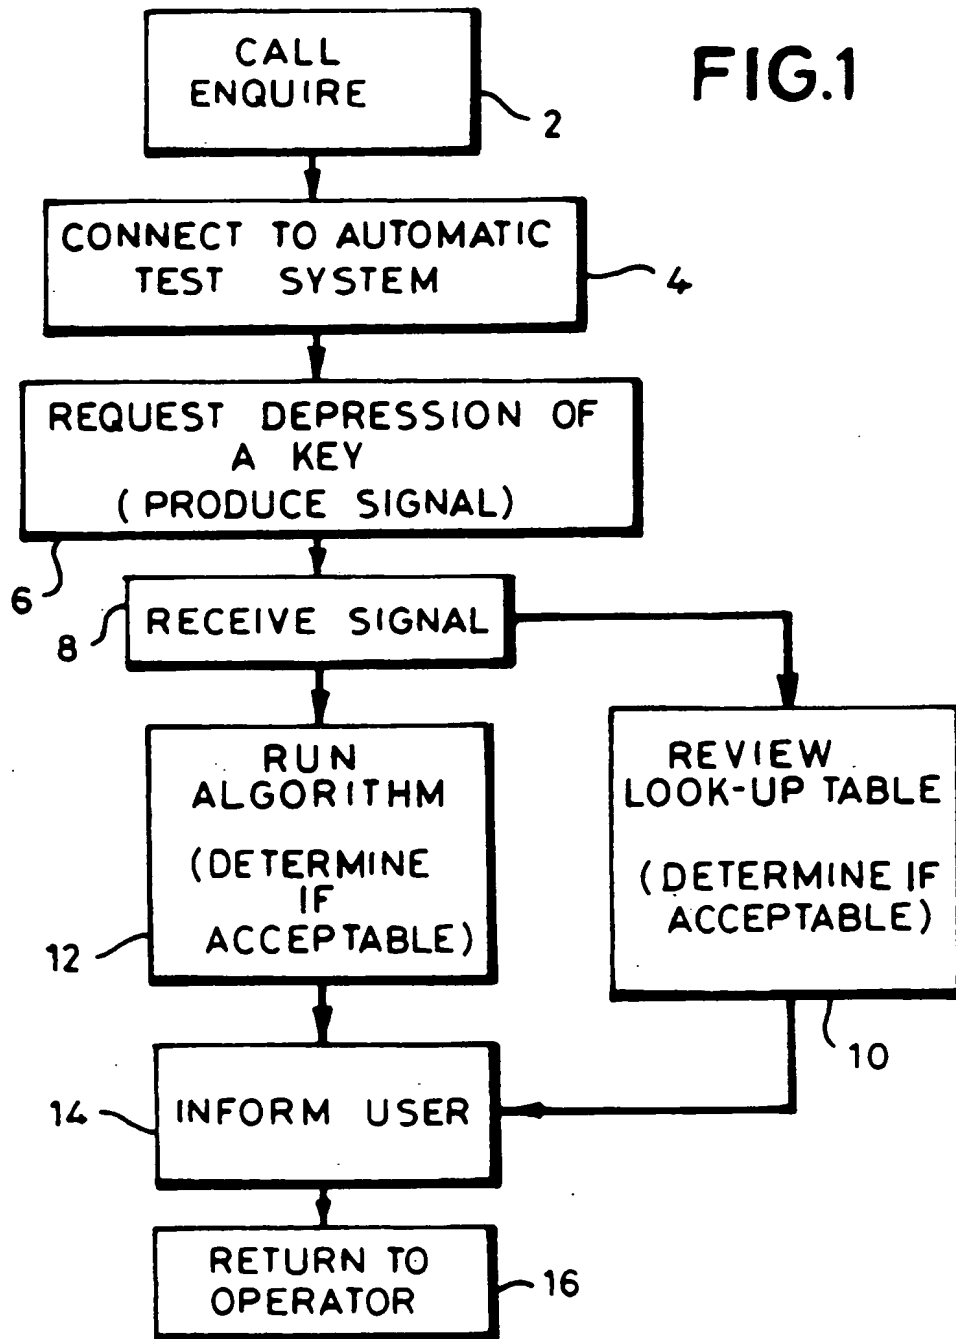 FIG.1
CALL
ENQUIRE
2
CONNECT TO AUTOMATIC
TEST SYSTEM
4
REQUEST DEPRESSION OF
A KEY
(PRODUCE SIGNAL)
6
RECEIVE SIGNAL
8
RUN
ALGORITHM
(DETERMINE
IF
ACCEPTABLE)
12
REVIEW
LOOK-UP TABLE
(DETERMINE IF
ACCEPTABLE)
10
INFORM USER
14
RETURN TO
OPERATOR
16